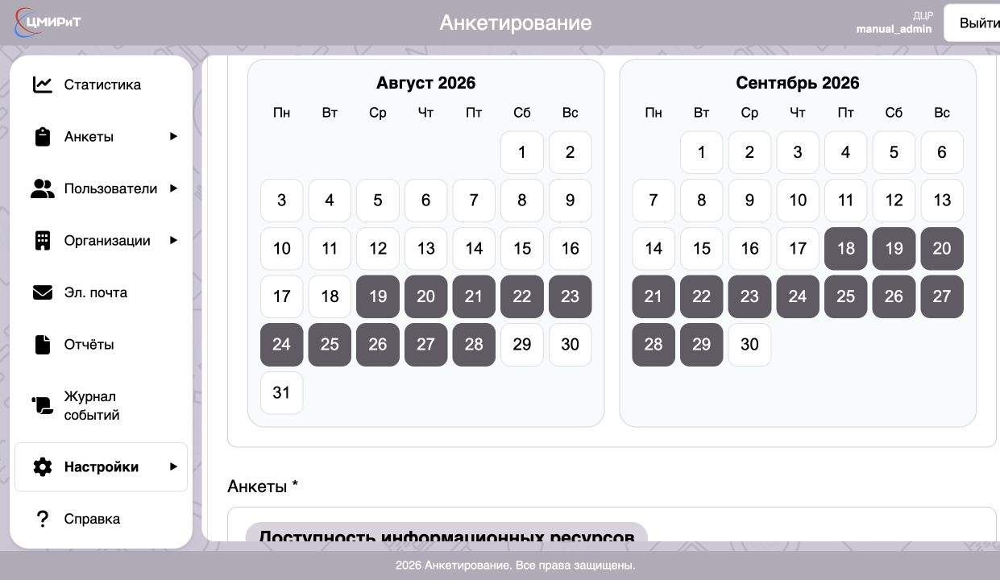 ЦМИРиТ
Анкетирование
ДЦР
manual_admin
Выйти
Статистика
Анкеты
Пользователи
Организации
Эл. почта
Отчёты
Журнал
событий
Настройки
Справка
Август 2026
Пн Вт Ср Чт Пт Сб Вс
1 2
3 4 5 6 7 8 9
10 11 12 13 14 15 16
17 18 19 20 21 22 23
24 25 26 27 28 29 30
31
Сентябрь 2026
Пн Вт Ср Чт Пт Сб Вс
1 2 3 4 5 6
7 8 9 10 11 12 13
14 15 16 17 18 19 20
21 22 23 24 25 26 27
28 29 30
Анкеты *
Доступность информационных ресурсов
2026 Анкетирование. Все права защищены.